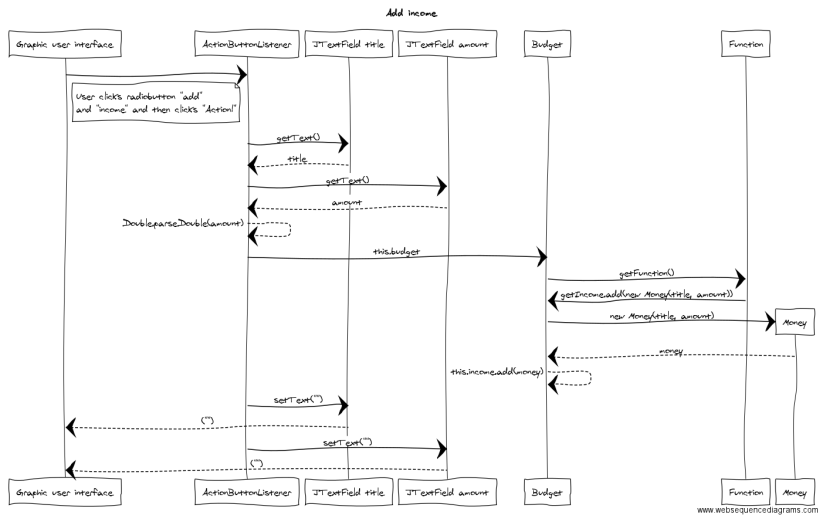 Add income
Graphic user interface
ActionButtonListener
JTextField title
JTextField amount
Budget
Function
User clicks radiobutton "add"
and "income" and then clicks "Action!"
getText()
title
getText()
amount
Double.parseDouble(amount)
this.budget
getFunction()
getIncome.add(new Money(title, amount))
new Money(title, amount)
Money
money
this.income.add(money)
setText("")
("")
setText("")
("")
Graphic user interface
ActionButtonListener
JTextField title
JTextField amount
Budget
Function
Money
www.websequencediagrams.com